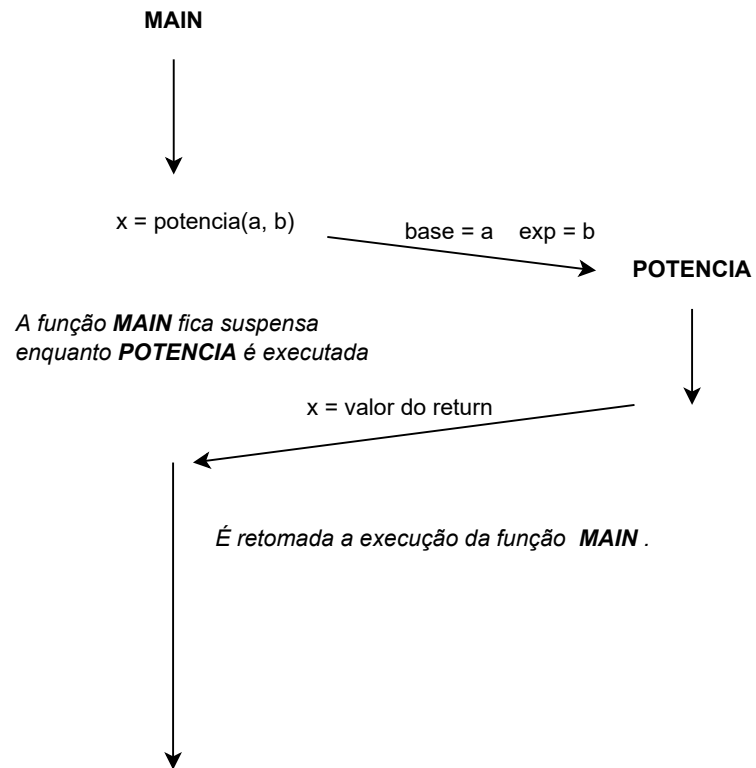 MAIN
x = potencia(a, b)
base = a exp = b
POTENCIA
A função MAIN fica suspensa
enquanto POTENCIA é executada
x = valor do return
É retomada a execução da função MAIN .